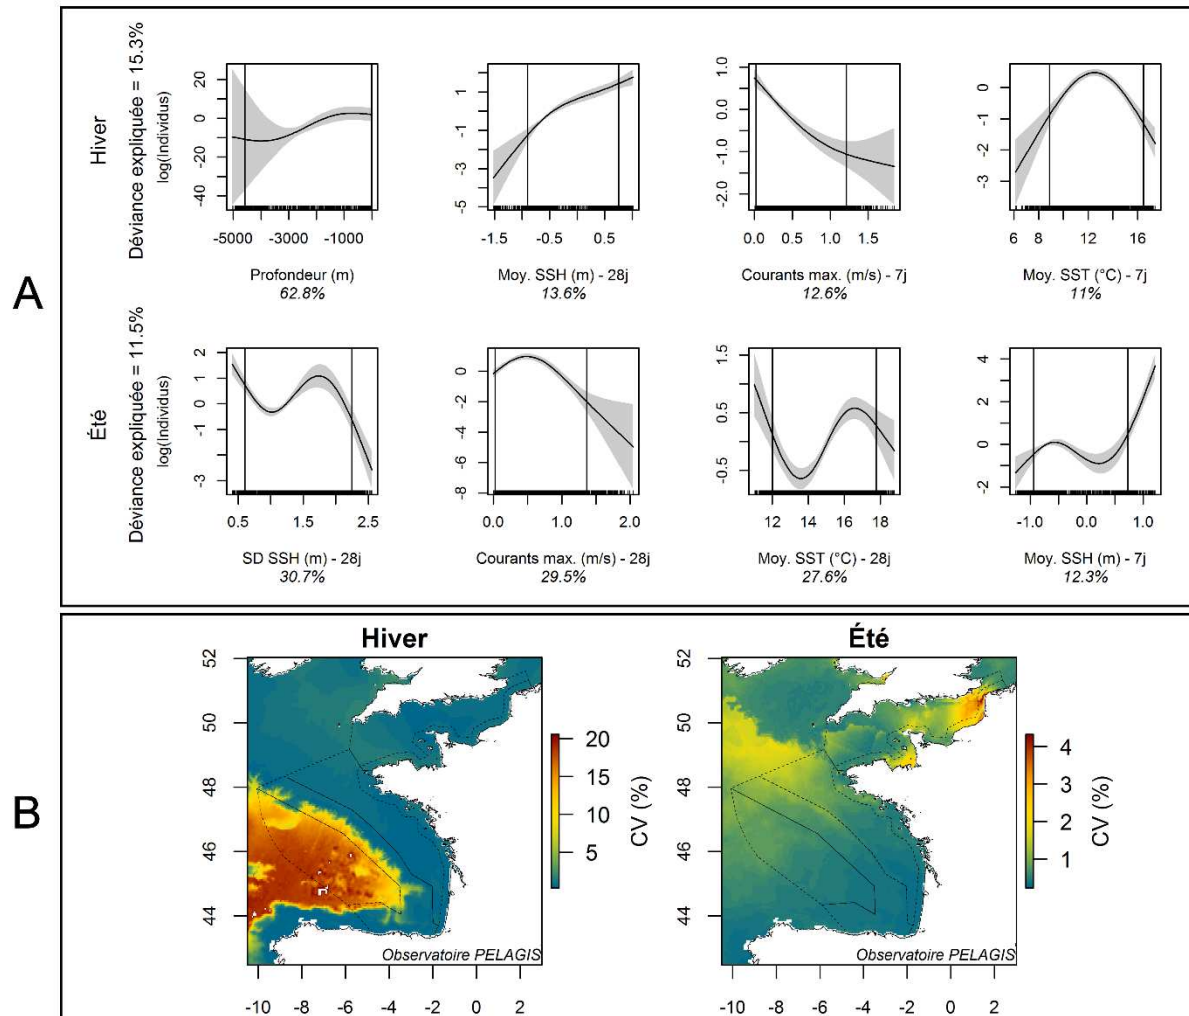 A
Hiver
Déviance expliquée = 15.3%
log(Individus)
20
0
-20
40
-5000 -3000 -1000
Profondeur (m)
62.8%
1
-1
-3
-5
-1.5 -0.5 0.5
Moy. SSH (m) - 28j
13.6%
1.0
0.0
-1.0
-2.0
0.0 0.5 1.0 1.5
Courants max. (m/s) - 7j
12.6%
0
-1
-2
-3
6 8 12 16
Moy. SST (°C) - 7j
11%
Été
Déviance expliquée = 11.5%
log(Individus)
2
1
0
-1
-3
0.5 1.5 2.5
SD SSH (m) - 28j
30.7%
0
-2
-4
-6
-8
0.0 1.0 2.0
Courants max. (m/s) - 28j
29.5%
1.5
0.5
-0.5
12 14 16 18
Moy. SST (°C) - 28j
27.6%
4
2
0
-2
-1.0 0.0 1.0
Moy. SSH (m) - 7j
12.3%
B
Hiver
52
50
48
46
44
-10 -8 -6 -4 -2 0 2
Observatoire PELAGIS
20
15
10
5
CV (%)
Été
52
50
48
46
44
-10 -8 -6 -4 -2 0 2
Observatoire PELAGIS
4
3
2
1
CV (%)